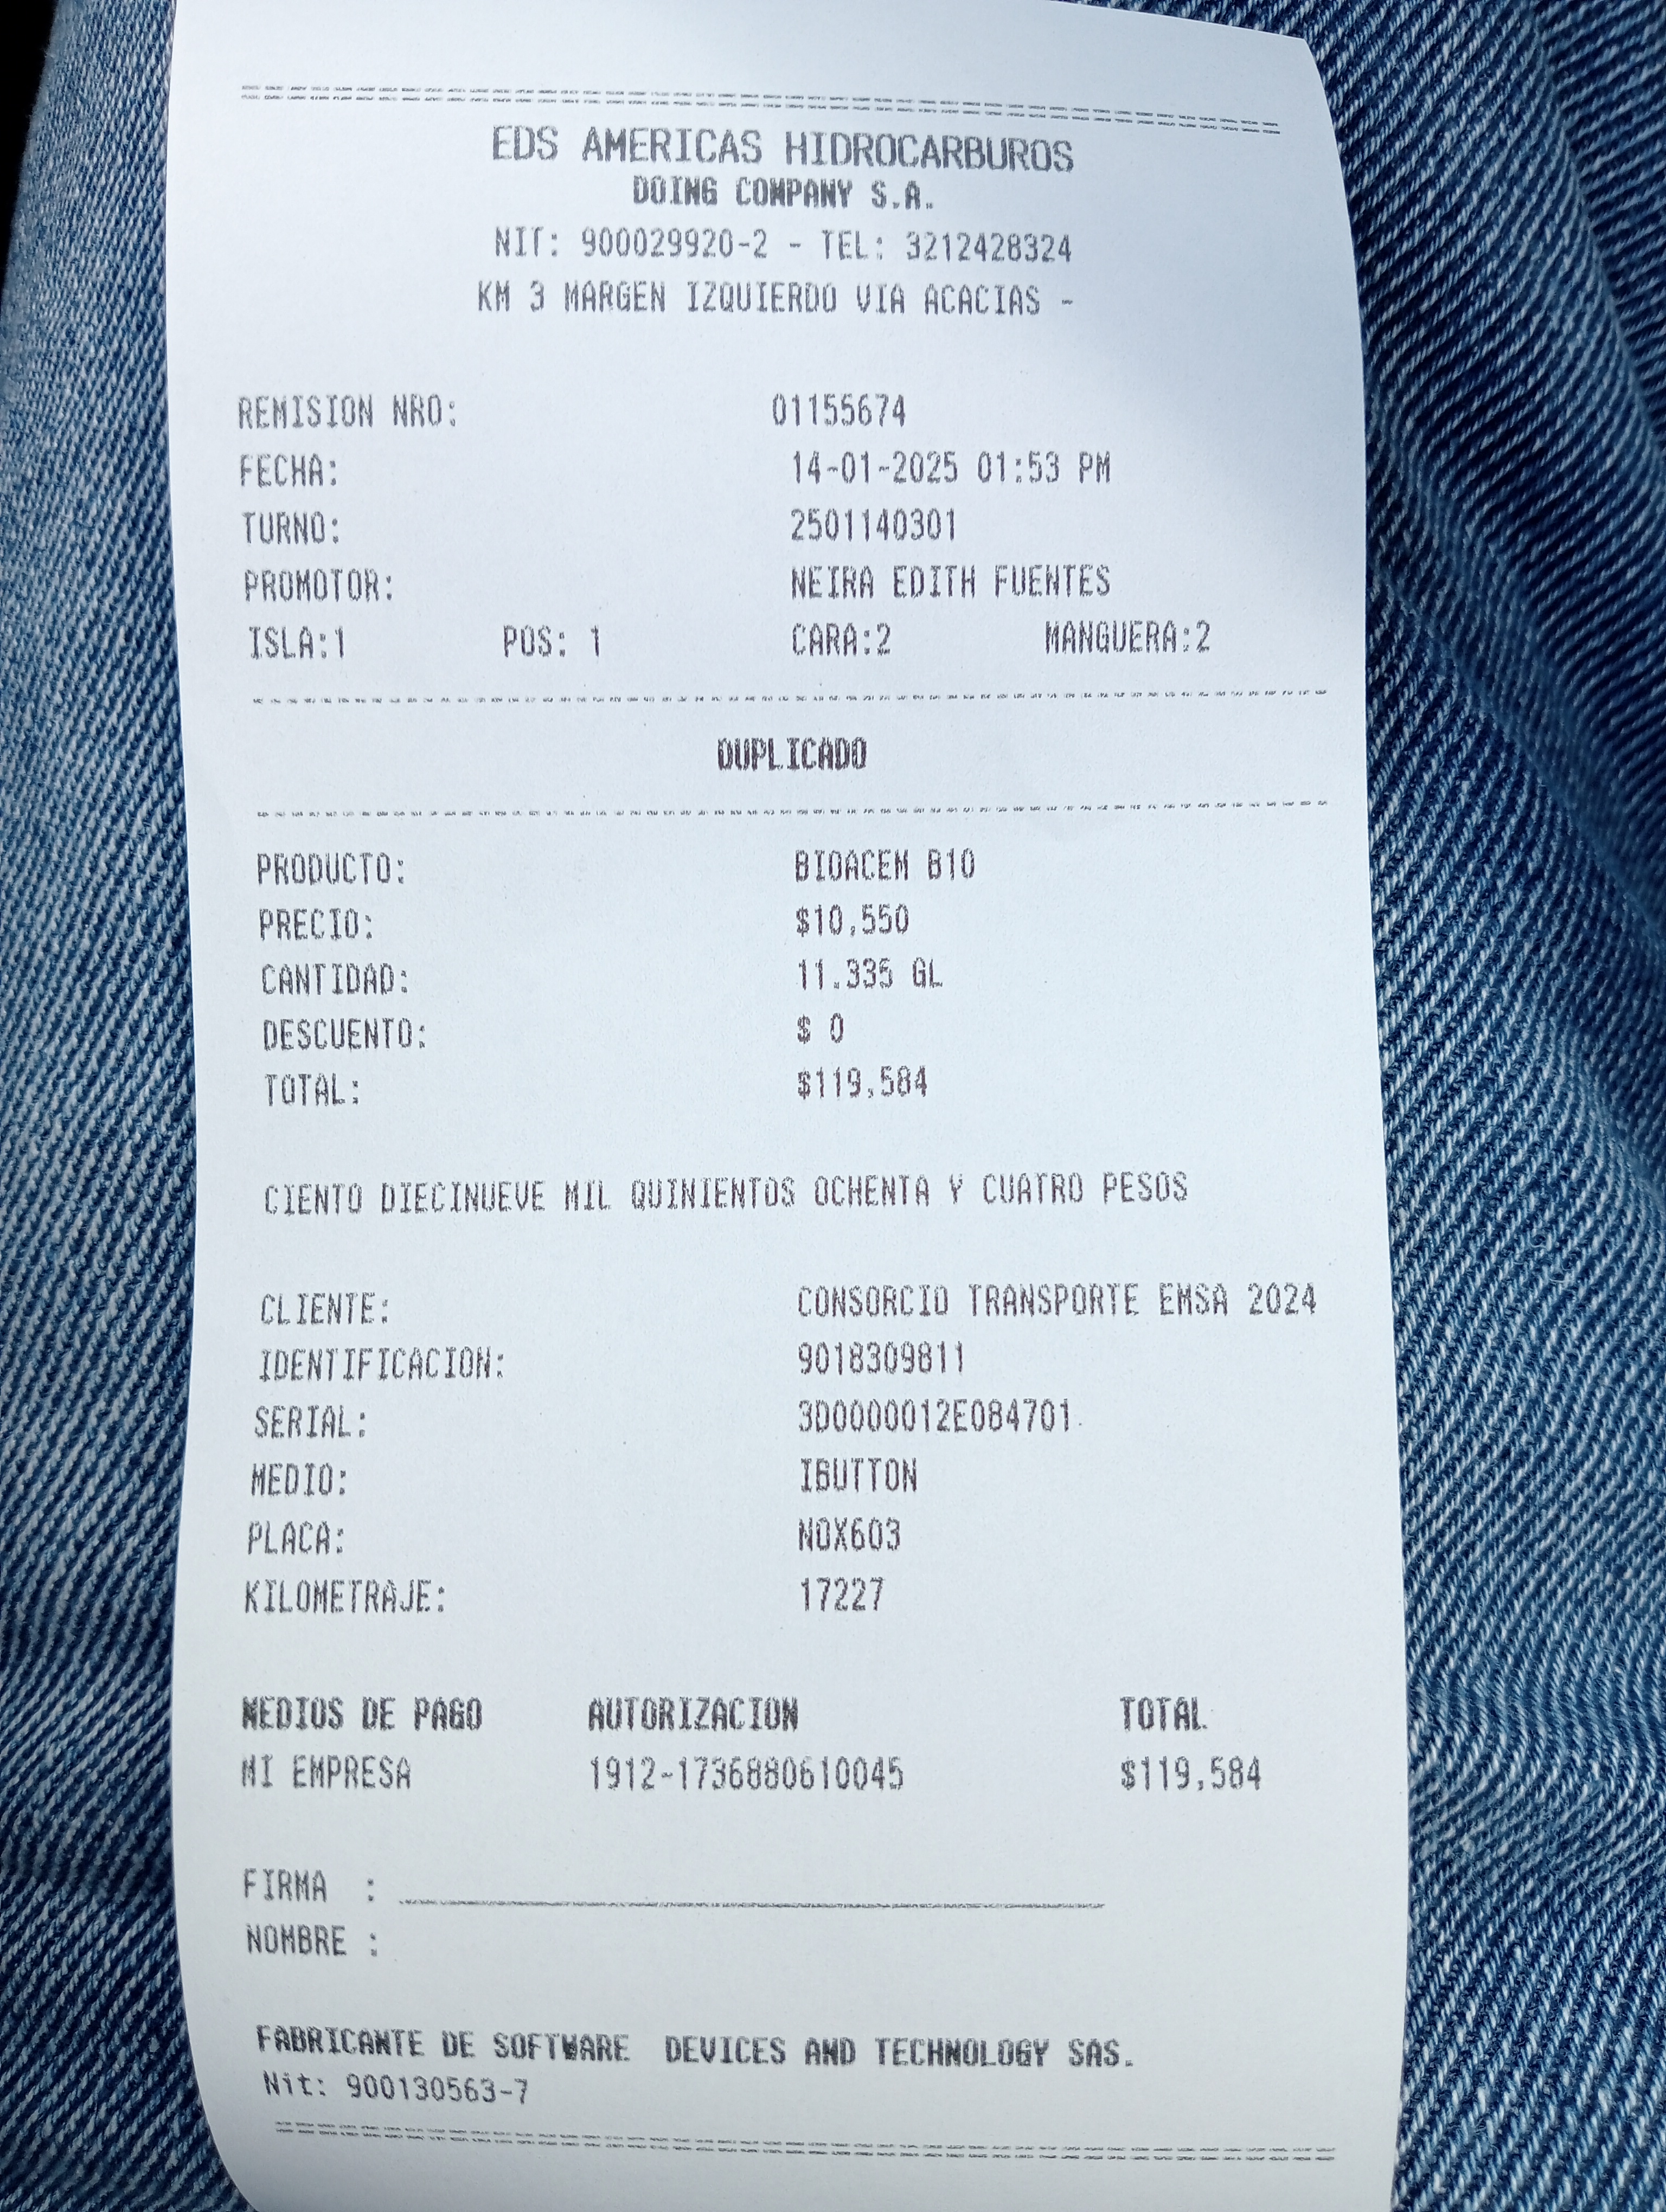 EDS AMERICAS HIDROCARBUROS
DOING COMPANY S.A.
NIT: 900029920-2 - TEL: 3212428324
KM 3 MARGEN IZQUIERDO VIA ACACIAS -
REMISION NRO: 01155674
FECHA: 14-01-2025 01:53 PM
TURNO: 2501140301
PROMOTOR: NEIRA EDITH FUENTES
ISLA:1 POS: 1 CARA:2 MANGUERA:2
DUPLICADO
PRODUCTO: BIOACEM B10
PRECIO: $10,550
CANTIDAD: 11.335 GL
DESCUENTO: $ 0
TOTAL: $119,584
CIENTO DIECINUEVE MIL QUINIENTOS OCHENTA Y CUATRO PESOS
CLIENTE: CONSORCIO TRANSPORTE EMSA 2024
IDENTIFICACION: 9018309811
SERIAL: 3D0000012E084701
MEDIO: IBUTTON
PLACA: NOX603
KILOMETRAJE: 17227
MEDIOS DE PAGO AUTORIZACION TOTAL
MI EMPRESA 1912-1736880610045 $119,584
FIRMA :
NOMBRE :
FABRICANTE DE SOFTWARE DEVICES AND TECHNOLOGY SAS.
Nit: 900130563-7